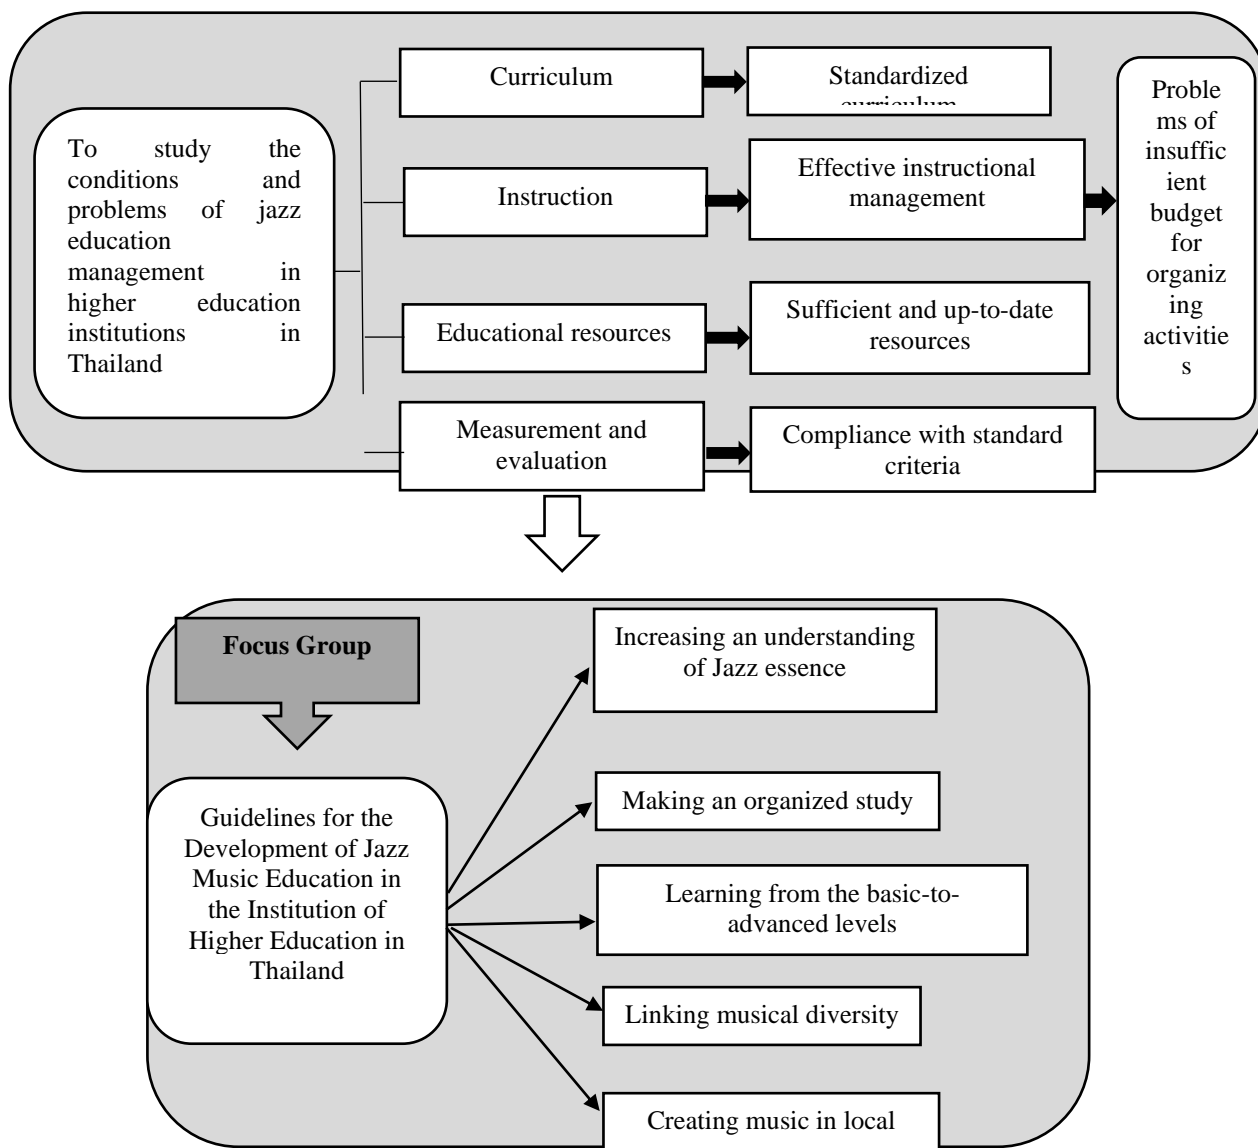 To study the
conditions and
problems of jazz
education
management in
higher education
institutions in
Thailand
Curriculum
Standardized
curriculum
Instruction
Effective instructional
management
Educational resources
Sufficient and up-to-date
resources
Measurement and
evaluation
Compliance with standard
criteria
Proble
ms of
insuffic
ient
budget
for
organiz
ing
activitie
s
Focus Group
Guidelines for the
Development of Jazz
Music Education in
the Institution of
Higher Education in
Thailand
Increasing an understanding
of Jazz essence
Making an organized study
Learning from the basic-to-
advanced levels
Linking musical diversity
Creating music in local